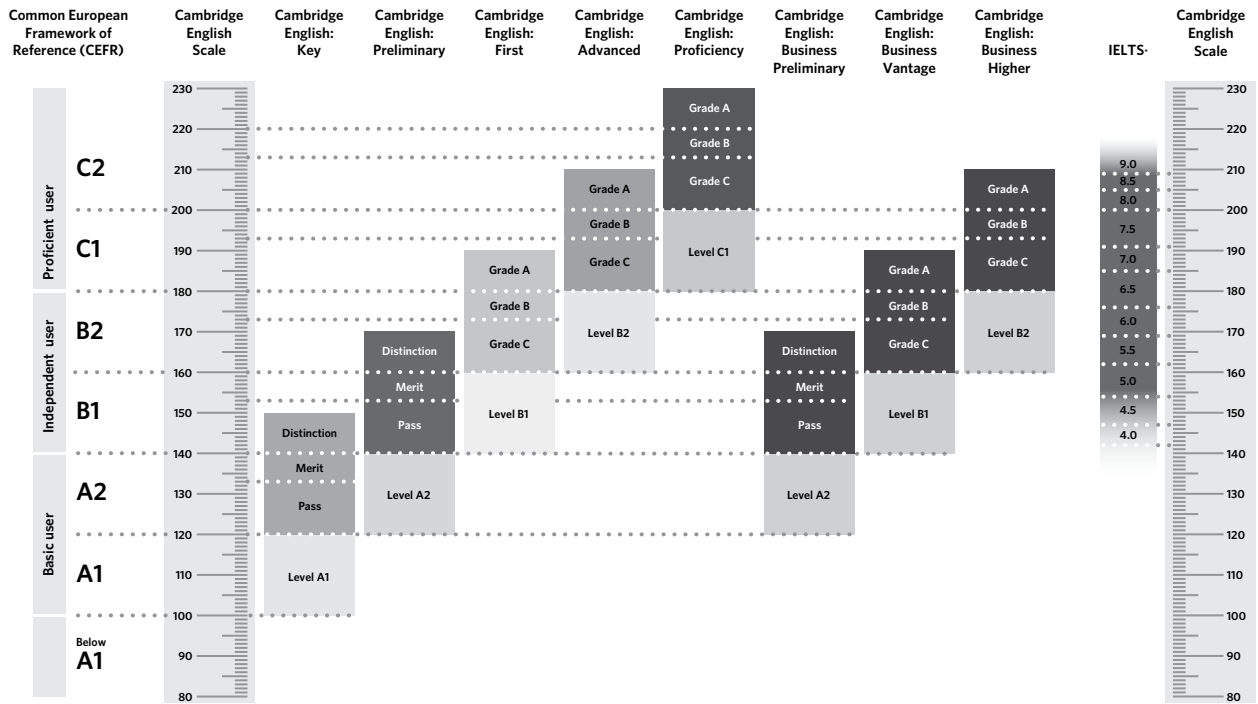 Common European
Framework of
Reference (CEFR)
Cambridge
English
Scale
Cambridge
English:
Key
Cambridge
English:
Preliminary
Cambridge
English:
First
Cambridge
English:
Advanced
Cambridge
English:
Proficiency
Cambridge
English:
Business
Preliminary
Cambridge
English:
Business
Vantage
Cambridge
English:
Business
Higher
IELTS·
Cambridge
English
Scale
Proficient user
Independent user
Basic user
C2
C1
B2
B1
A2
A1
Below
A1
230
220
210
200
190
180
170
160
150
140
130
120
110
100
90
80
Distinction
Merit
Pass
Level A1
Distinction
Merit
Pass
Level A2
Grade A
Grade B
Grade C
Level B1
Grade A
Grade B
Grade C
Level B2
Grade A
Grade B
Grade C
Level C1
Distinction
Merit
Pass
Level A2
Grade A
Grade B
Grade C
Level B1
Grade A
Grade B
Grade C
Level B2
9.0
8.5
8.0
7.5
7.0
6.5
6.0
5.5
5.0
4.5
4.0
230
220
210
200
190
180
170
160
150
140
130
120
110
100
90
80